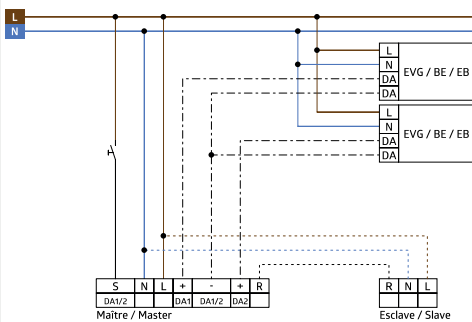 L
N
L
N
DA
DA
EVG / BE / EB
L
N
DA
DA
EVG / BE / EB
S N L + - + R
DA1/2 DA1 DA1/2 DA2
Maître / Master
R N L
Esclave / Slave